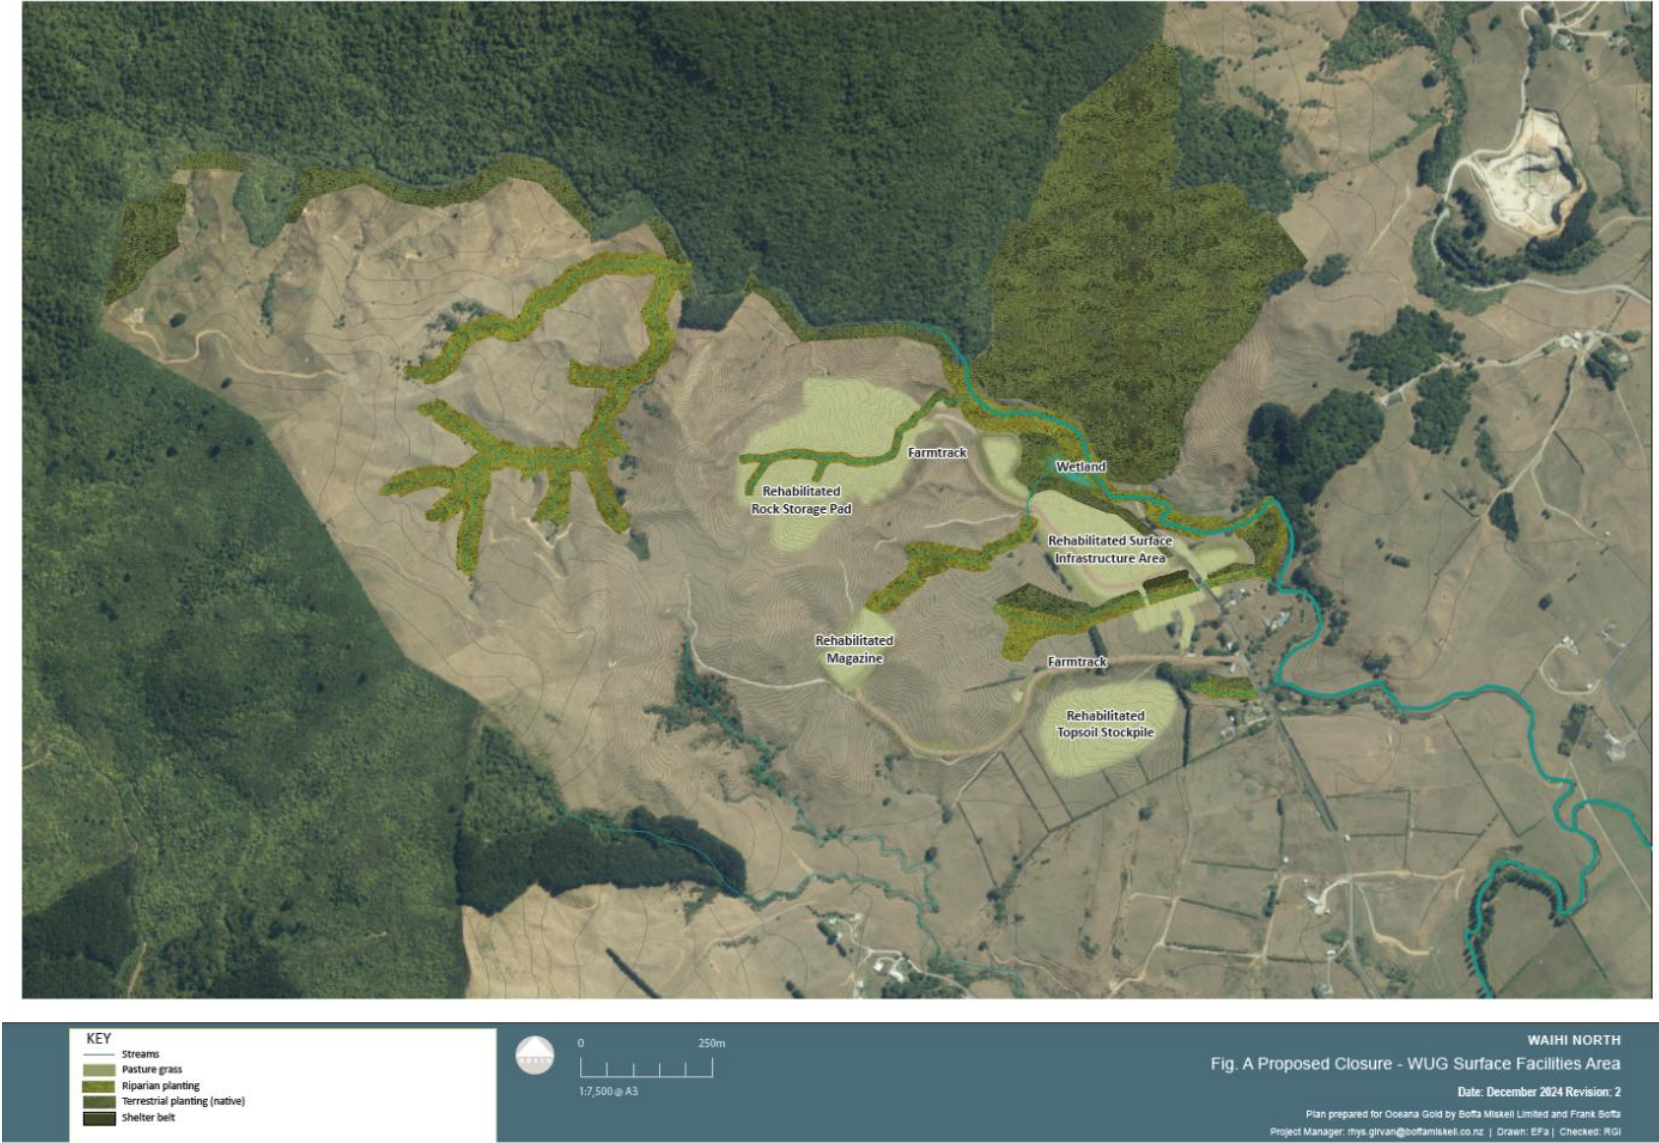 Farmtrack
Wetland
Rehabilitated
Rock Storage Pad
Rehabilitated Surface
Infrastructure Area
Rehabilitated
Magazine
Farmtrack
Rehabilitated
Topsoil Stockpile
KEY
Streams
Pasture grass
Riparian planting
Terrestrial planting (native)
Shelter belt
NORTH
0 250m
1:7,500 @ A3
WAIHI NORTH
Fig. A Proposed Closure - WUG Surface Facilities Area
Date: December 2024 Revision: 2
Plan prepared for Oceana Gold by Boffa Miskell Limited and Frank Boffa
Project Manager: rhys.girvan@boffamiskell.co.nz | Drawn: EFa | Checked: RGi